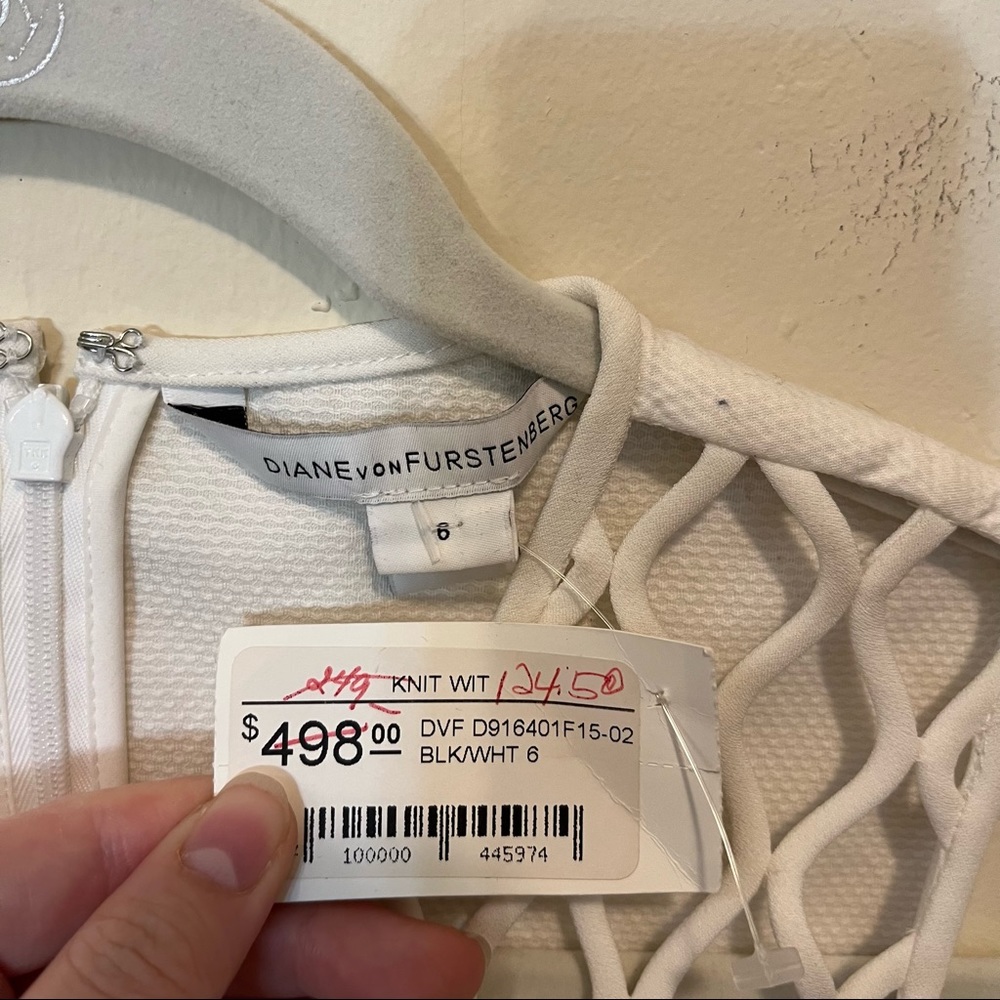 DIANE VON FURSTENBERG
6
249 KNIT WIT 124.50
$498.00 DVF D916401F15-02
BLK/WHT 6
100000 445974